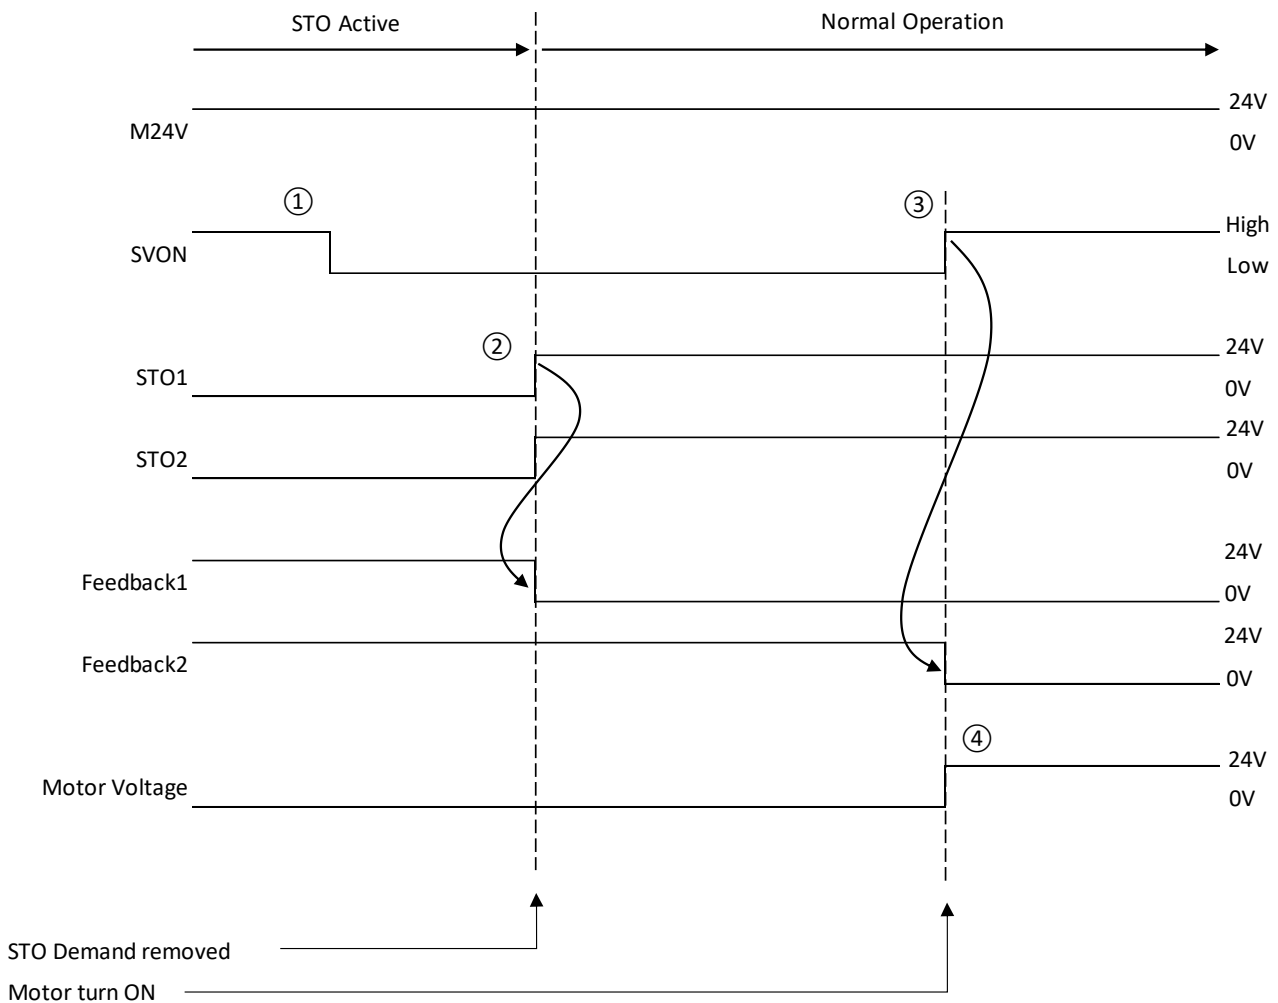 STO Active
Normal Operation
M24V
24V
0V
①
③
SVON
High
Low
②
STO1
24V
0V
STO2
24V
0V
Feedback1
24V
0V
Feedback2
24V
0V
④
Motor Voltage
24V
0V
STO Demand removed
Motor turn ON